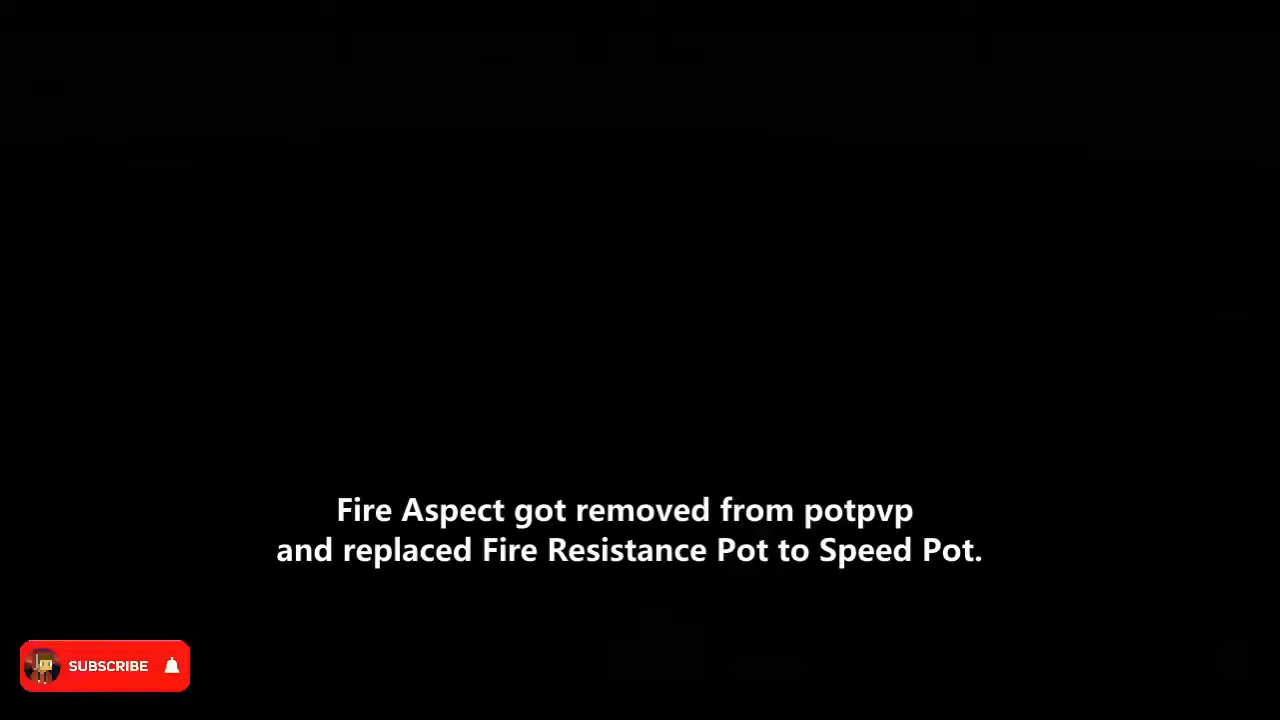 Fire Aspect got removed from potpvp
and replaced Fire Resistance Pot to Speed Pot.
SUBSCRIBE